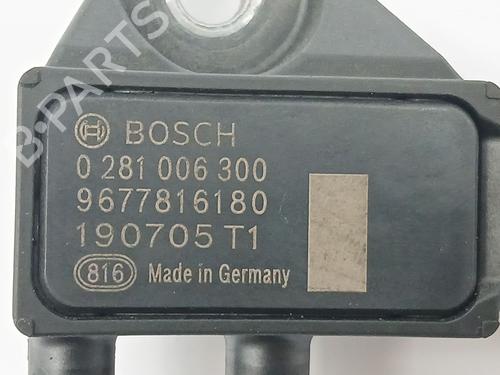 B-PARTS
BOSCH
0 281 006 300
9677816180
190705 T1
816 Made in Germany